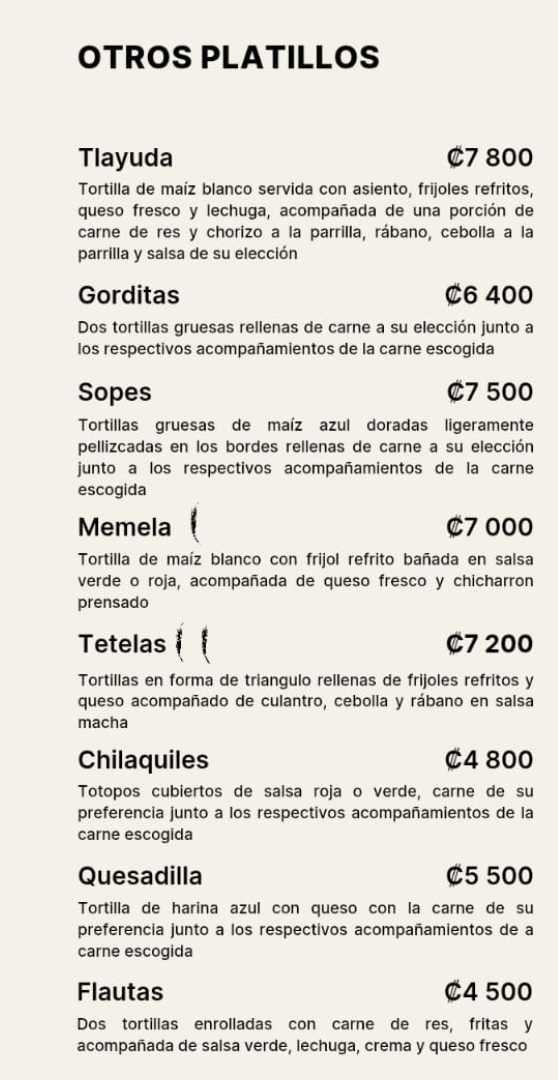 OTROS PLATILLOS
Tlayuda ₡7 800
Tortilla de maíz blanco servida con asiento, frijoles refritos,
queso fresco y lechuga, acompañada de una porción de
carne de res y chorizo a la parrilla, rábano, cebolla a la
parrilla y salsa de su elección
Gorditas ₡6 400
Dos tortillas gruesas rellenas de carne a su elección junto a
los respectivos acompañamientos de la carne escogida
Sopes ₡7 500
Tortillas gruesas de maíz azul doradas ligeramente
pellizcadas en los bordes rellenas de carne a su elección
junto a los respectivos acompañamientos de la carne
escogida
Memela ₡7 000
Tortilla de maíz blanco con frijol refrito bañada en salsa
verde o roja, acompañada de queso fresco y chicharron
prensado
Tetelas ₡7 200
Tortillas en forma de triangulo rellenas de frijoles refritos y
queso acompañado de culantro, cebolla y rábano en salsa
macha
Chilaquiles ₡4 800
Totopos cubiertos de salsa roja o verde, carne de su
preferencia junto a los respectivos acompañamientos de la
carne escogida
Quesadilla ₡5 500
Tortilla de harina azul con queso con la carne de su
preferencia junto a los respectivos acompañamientos de a
carne escogida
Flautas ₡4 500
Dos tortillas enrolladas con carne de res, fritas y
acompañada de salsa verde, lechuga, crema y queso fresco